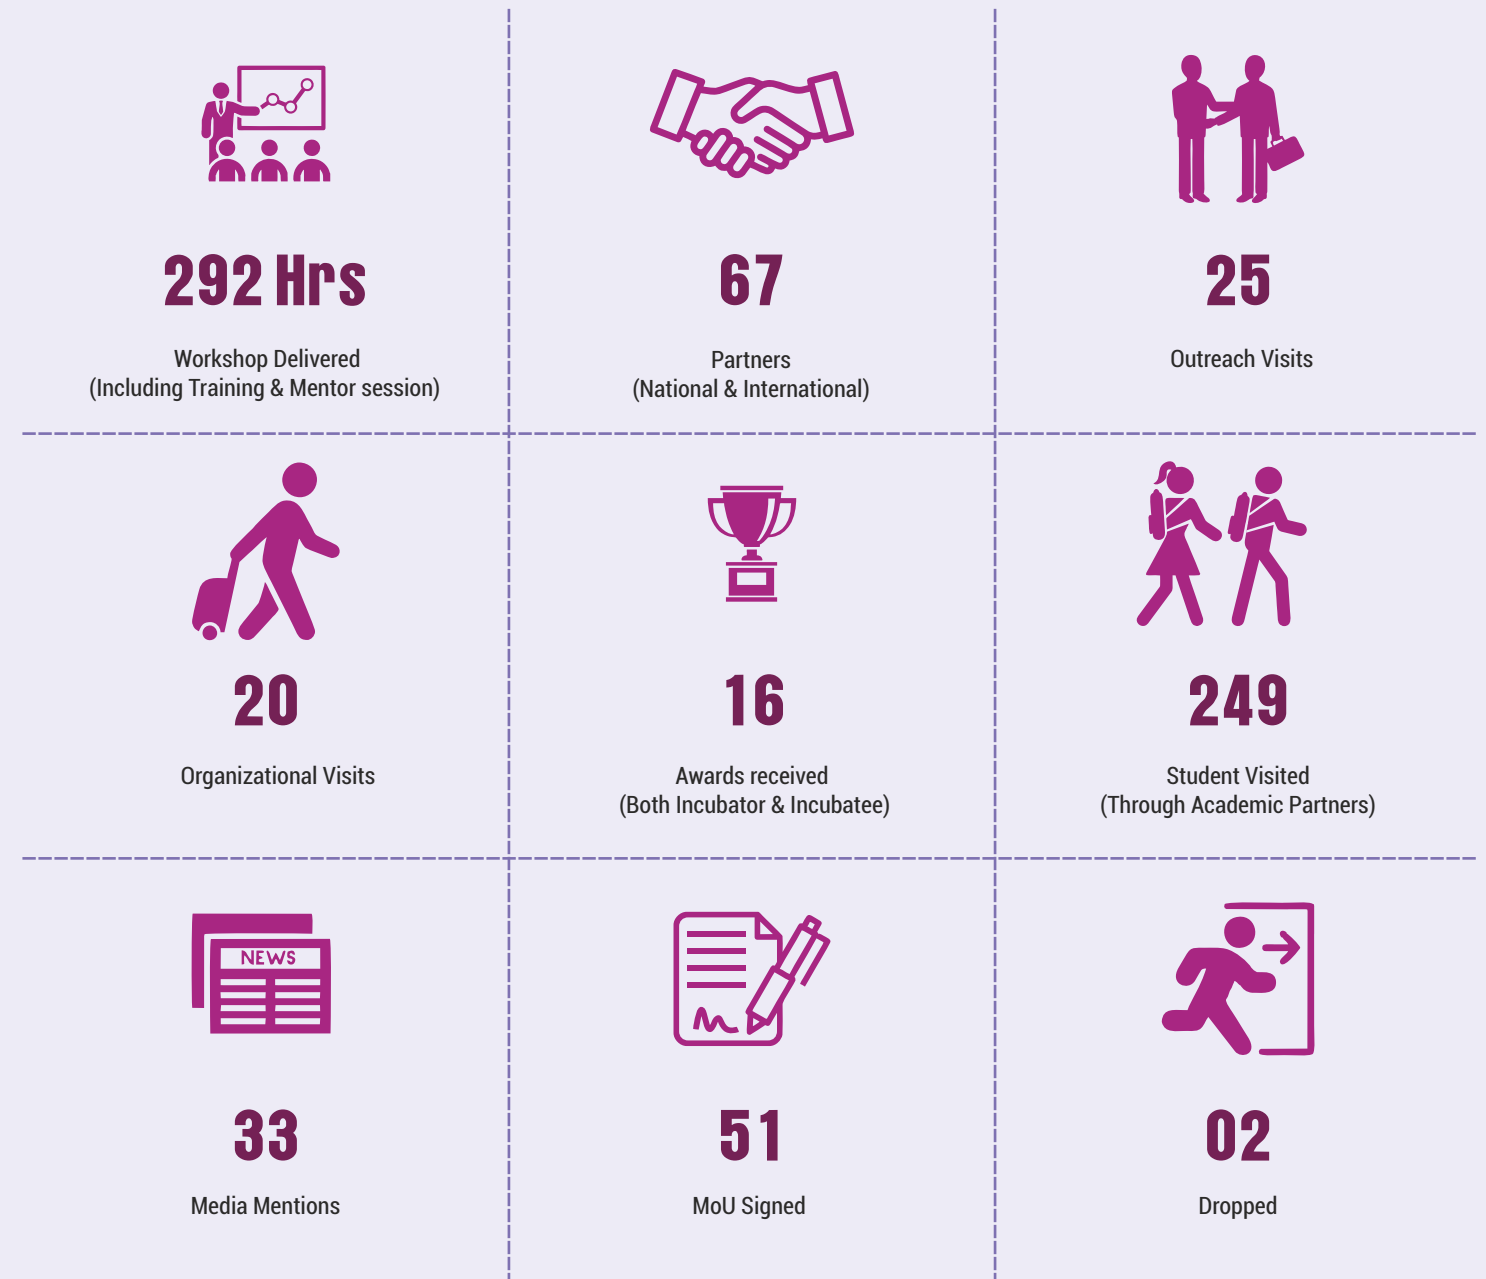 292 Hrs
Workshop Delivered
(Including Training & Mentor session)
67
Partners
(National & International)
25
Outreach Visits
20
Organizational Visits
16
Awards received
(Both Incubator & Incubatee)
249
Student Visited
(Through Academic Partners)
NEWS
33
Media Mentions
51
MoU Signed
02
Dropped